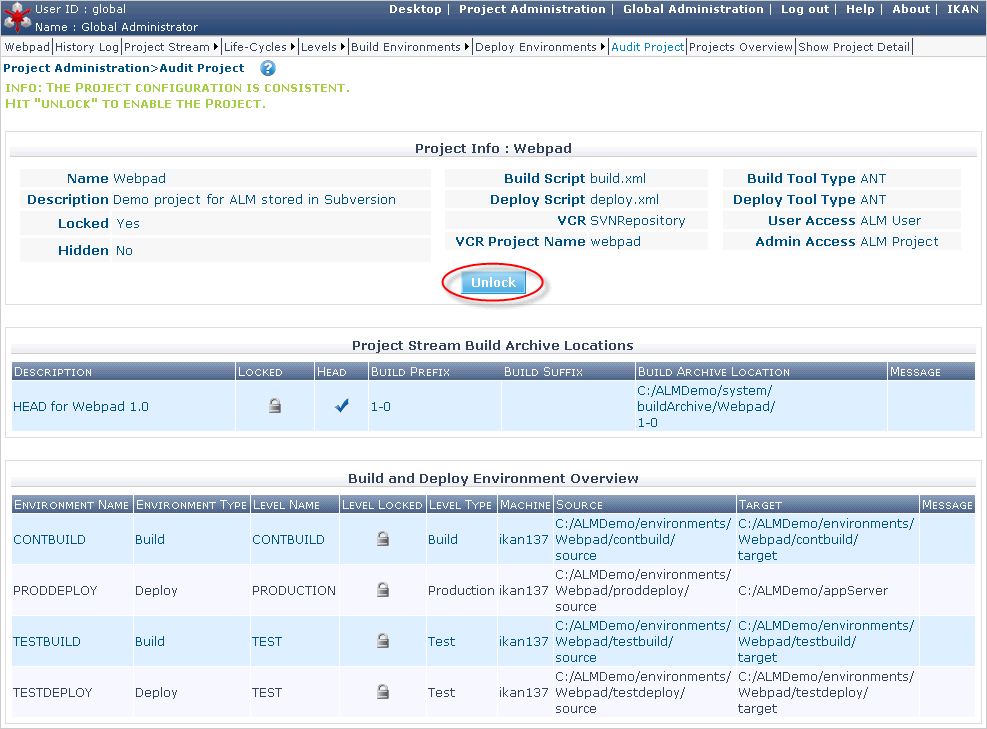 User ID : global
Desktop | Project Administration | Global Administration | Log out | Help | About | IKAN
Name : Global Administrator
Webpad History Log Project Stream Life-Cycles Levels Build Environments Deploy Environments Audit Project Projects Overview Show Project Detail
Project Administration>Audit Project ?
INFO: THE PROJECT CONFIGURATION IS CONSISTENT.
HIT "UNLOCK" TO ENABLE THE PROJECT.
Project Info : Webpad
Name Webpad
Description Demo project for ALM stored in Subversion
Locked Yes
Hidden No
Build Script build.xml
Deploy Script deploy.xml
VCR SVNRepository
VCR Project Name webpad
Build Tool Type ANT
Deploy Tool Type ANT
User Access ALM User
Admin Access ALM Project
Unlock
Project Stream Build Archive Locations
DESCRIPTION LOCKED HEAD BUILD PREFIX BUILD SUFFIX BUILD ARCHIVE LOCATION MESSAGE
HEAD for Webpad 1.0 1-0 C:/ALMDemo/system/
buildArchive/Webpad/
1-0
Build and Deploy Environment Overview
ENVIRONMENT NAME ENVIRONMENT TYPE LEVEL NAME LEVEL LOCKED LEVEL TYPE MACHINE SOURCE TARGET MESSAGE
CONTBUILD Build CONTBUILD Build ikan137 C:/ALMDemo/environments/ C:/ALMDemo/environments/
Webpad/contbuild/ Webpad/contbuild/
source target
PRODDEPLOY Deploy PRODUCTION Production ikan137 C:/ALMDemo/environments/ C:/ALMDemo/appServer
Webpad/proddeploy/
source
TESTBUILD Build TEST Test ikan137 C:/ALMDemo/environments/ C:/ALMDemo/environments/
Webpad/testbuild/ Webpad/testbuild/
source target
TESTDEPLOY Deploy TEST Test ikan137 C:/ALMDemo/environments/ C:/ALMDemo/environments/
Webpad/testdeploy/ Webpad/testdeploy/
source target